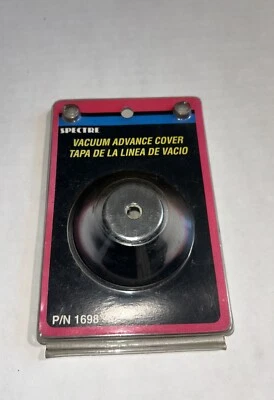 SPECTRE
VACUUM ADVANCE COVER
TAPA DE LA LINEA DE VACIO
P/N 1698